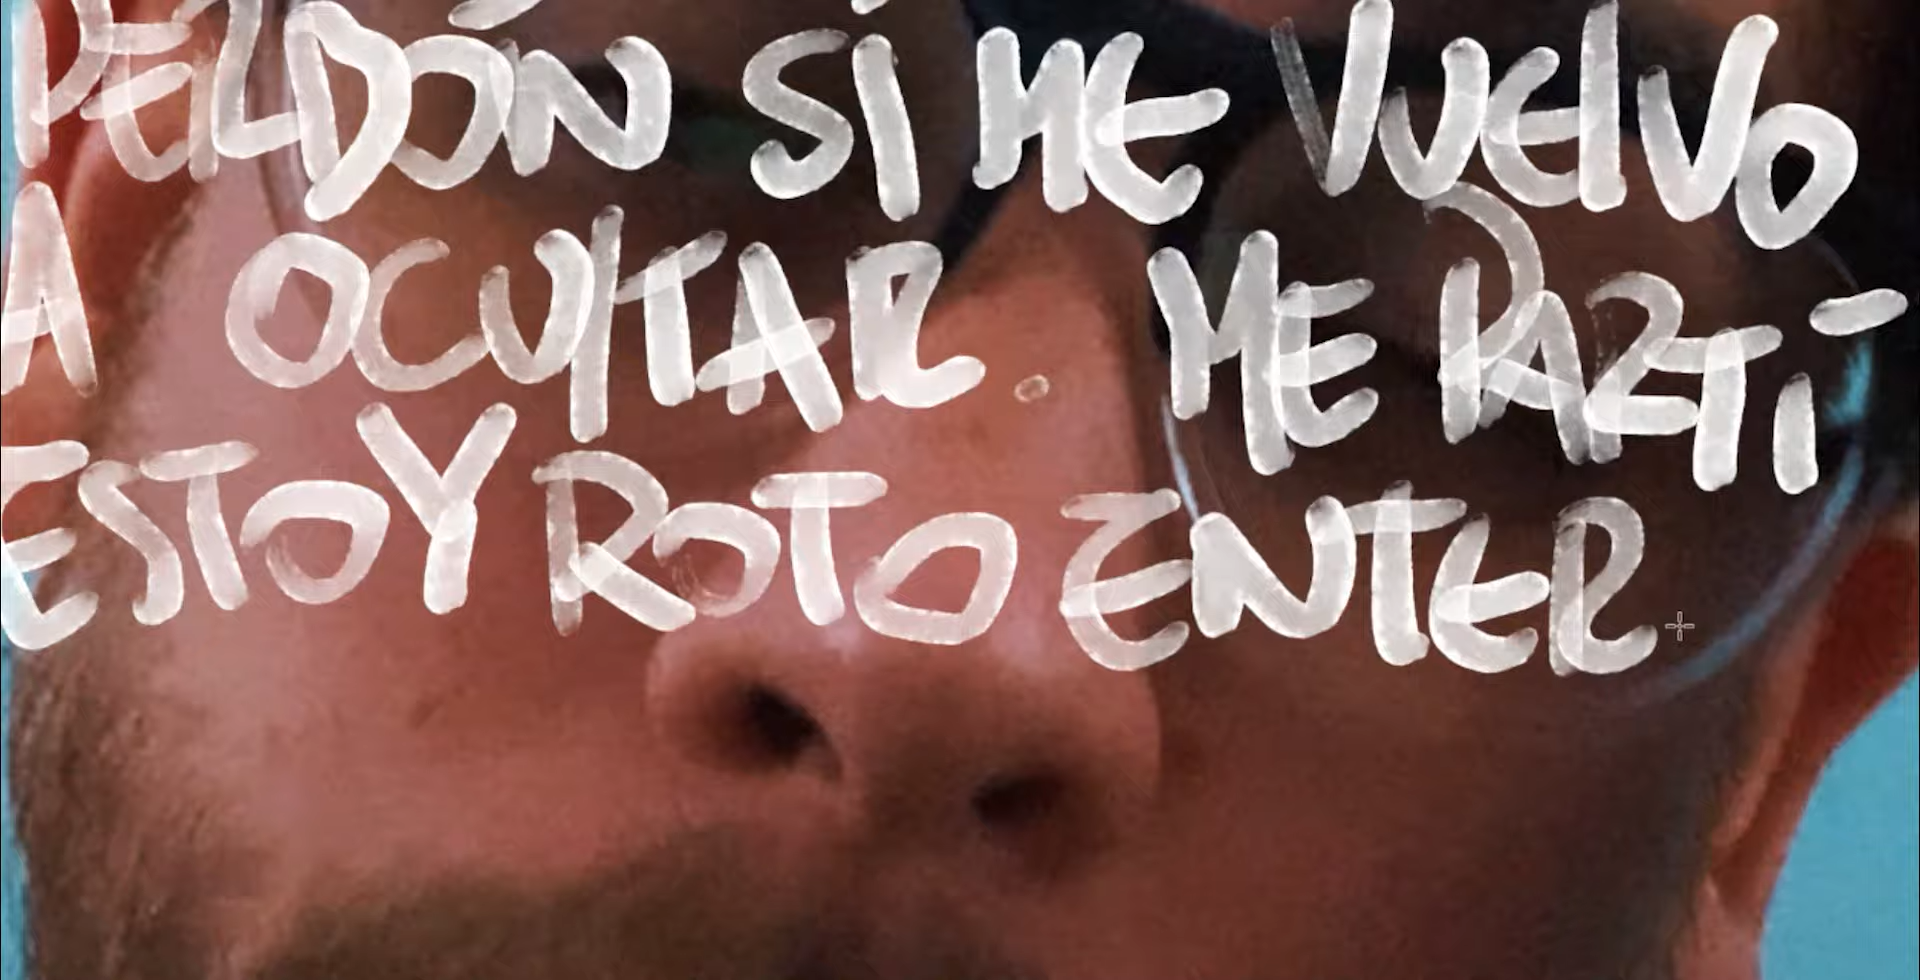 PERDÓN SI ME VUELVO
A OCULTAR. ME PARTÍ
ESTOY ROTO ENTER